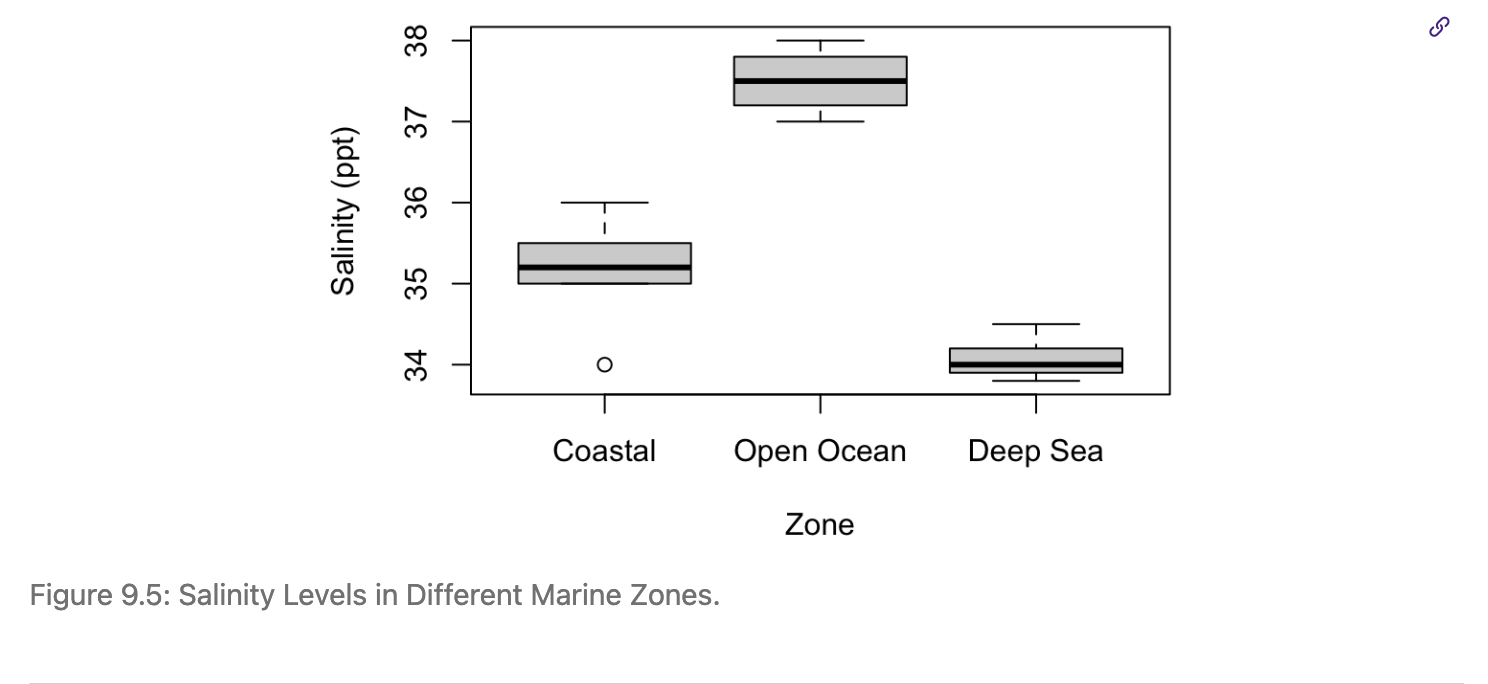 38
37
36
35
34
Salinity (ppt)
Coastal
Open Ocean
Deep Sea
Zone
Figure 9.5: Salinity Levels in Different Marine Zones.